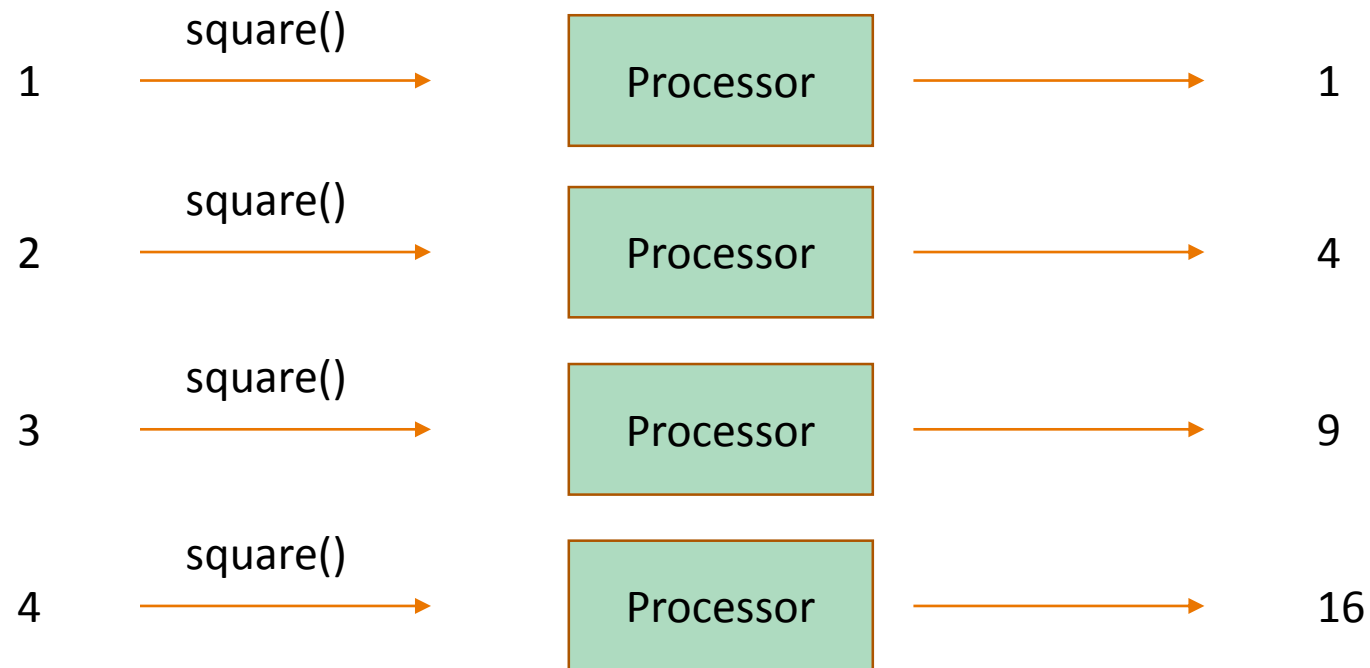 square()
1 Processor 1
square()
2 Processor 4
square()
3 Processor 9
square()
4 Processor 16